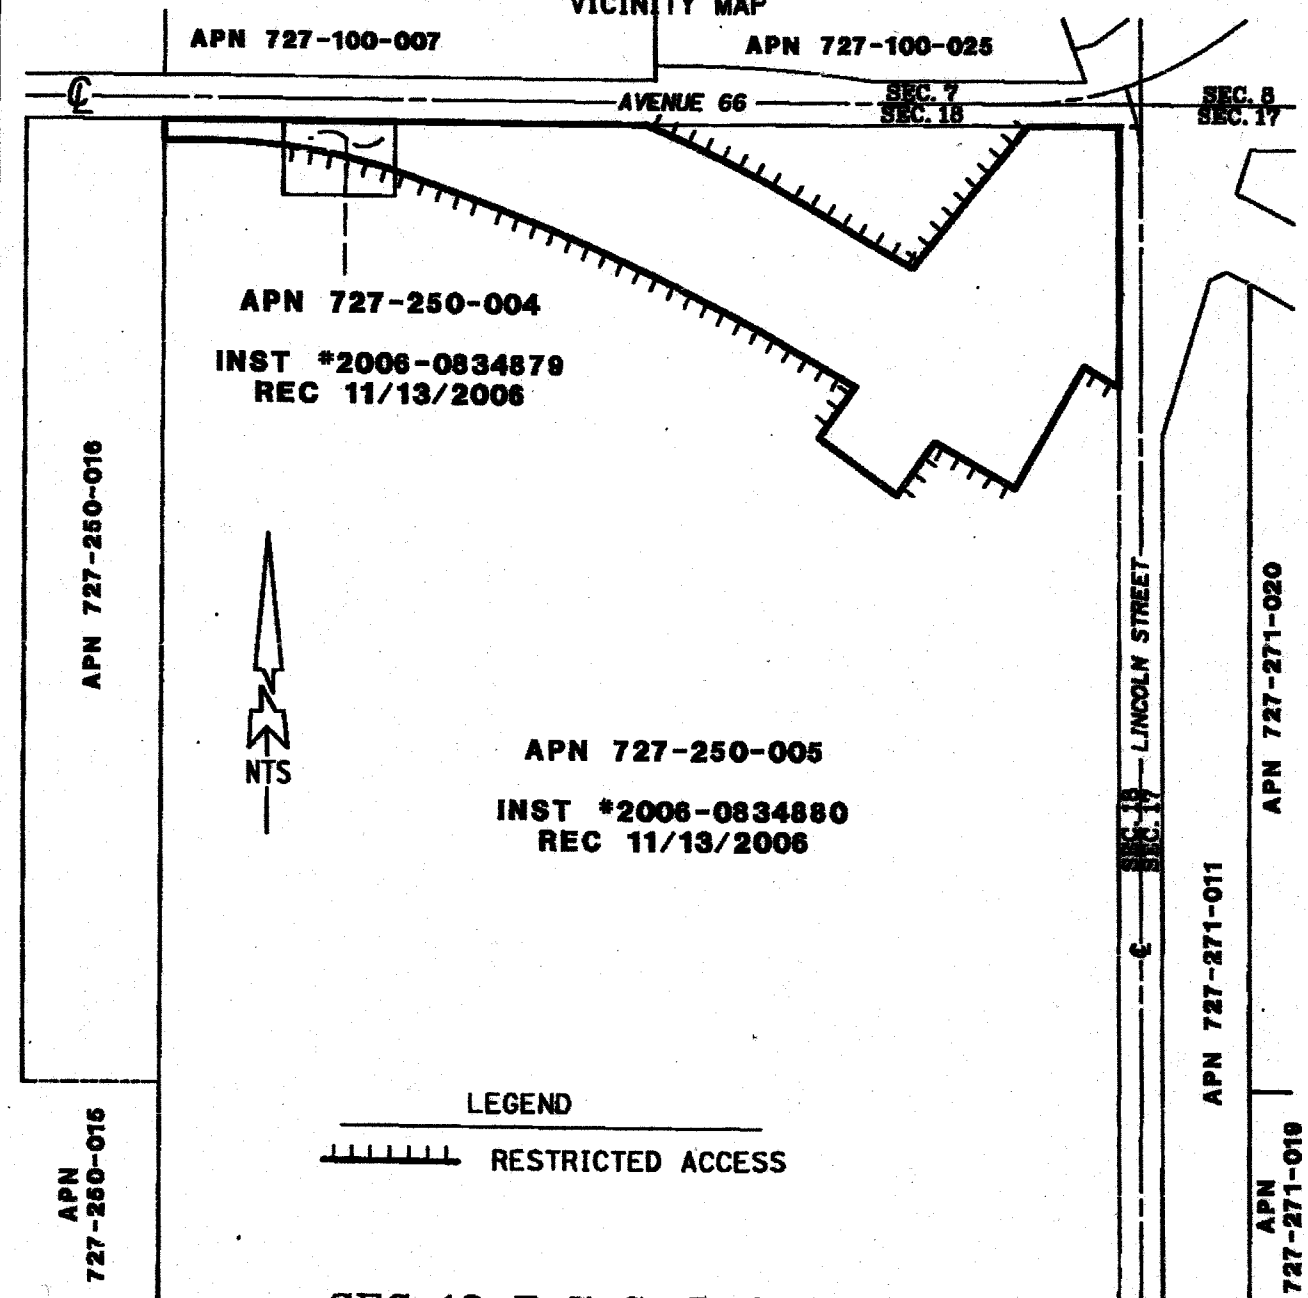 VICINITY MAP
APN 727-100-007
APN 727-100-025
AVENUE 66
SEC. 7
SEC. 18
SEC. 8
SEC. 17
APN 727-250-004
INST #2006-0834879
REC 11/13/2006
APN 727-250-016
LINCOLN STREET
APN 727-271-020
NTS
APN 727-250-005
INST #2006-0834880
REC 11/13/2006
SEC. 18
SEC. 17
APN 727-271-011
LEGEND
RESTRICTED ACCESS
APN
727-250-015
APN
727-271-019